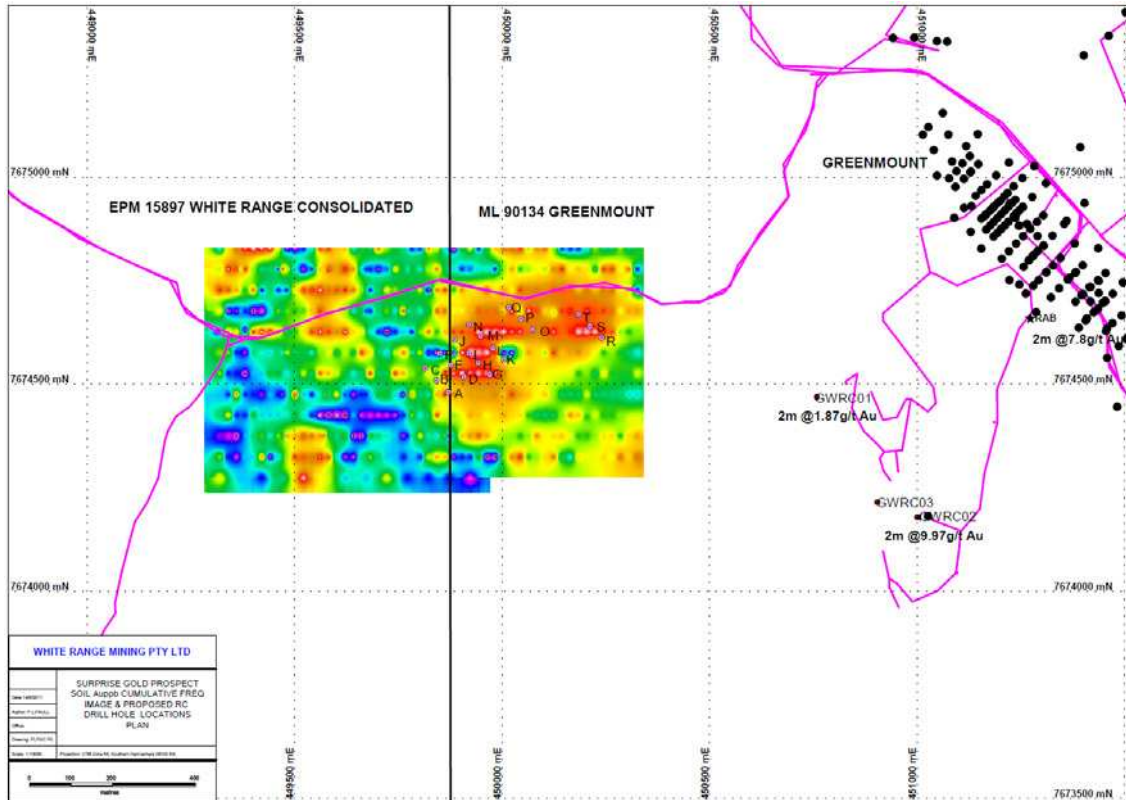 449000 mE
449500 mE
450000 mE
450500 mE
451000 mE
GREENMOUNT
7675000 mN
7675000 mN
EPM 15897 WHITE RANGE CONSOLIDATED
ML 90134 GREENMOUNT
Q
P
T
N
O
S
M
R
J
I
L
K
F
H
C
G
B
D
A
RAB
2m @7.8g/t Au
7674500 mN
7674500 mN
GWRC01
2m @1.87g/t Au
GWRC03
GWRC02
2m @9.97g/t Au
7674000 mN
7674000 mN
WHITE RANGE MINING PTY LTD
SURPRISE GOLD PROSPECT
SOIL Auppb CUMULATIVE FREQ
IMAGE & PROPOSED RC
DRILL HOLE LOCATIONS
PLAN
0 100 200 400
metres
449500 mE
450000 mE
450500 mE
451000 mE
7673500 mN